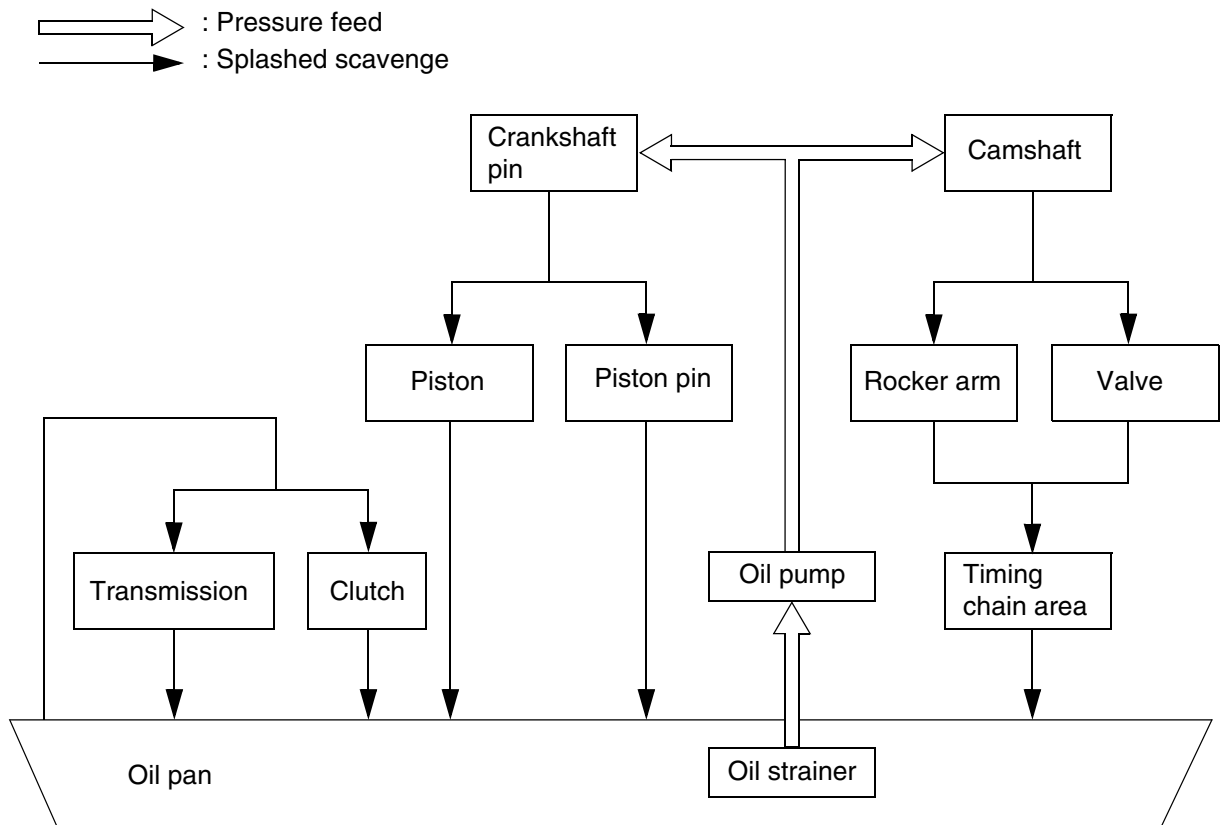 : Pressure feed
: Splashed scavenge
Crankshaft
pin
Camshaft
Piston
Piston pin
Rocker arm
Valve
Transmission
Clutch
Oil pump
Timing
chain area
Oil pan
Oil strainer